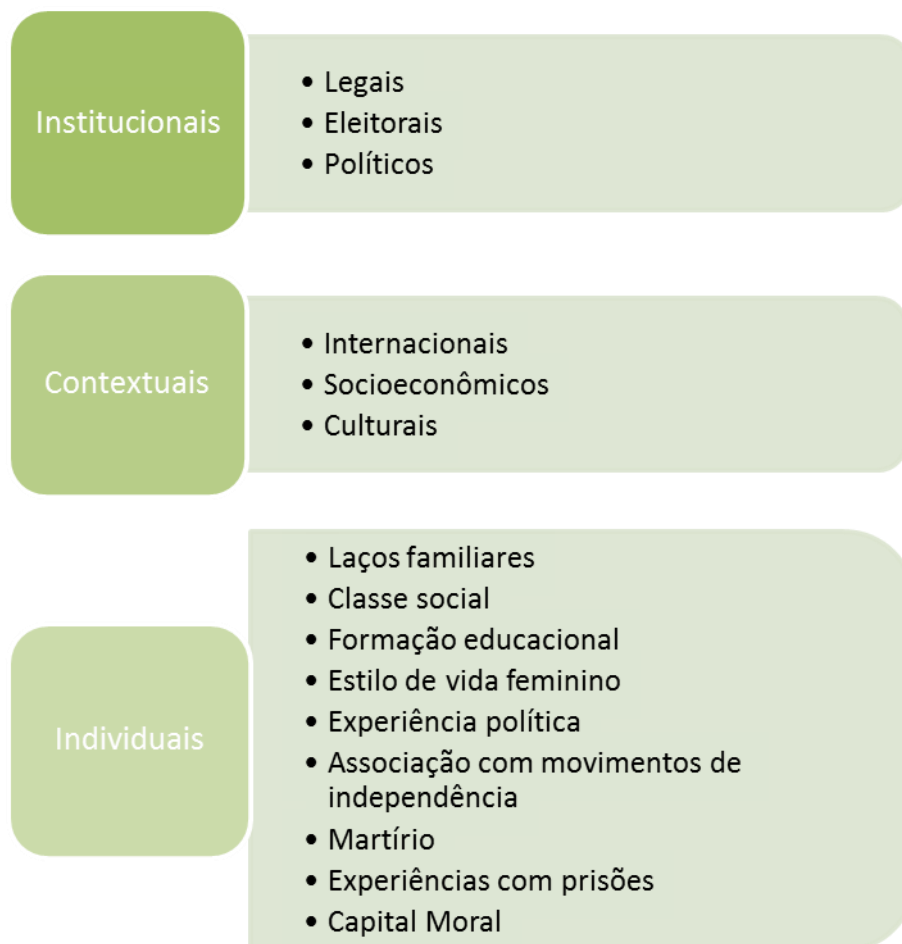 Institucionais
• Legais
• Eleitorais
• Políticos
Contextuais
• Internacionais
• Socioeconômicos
• Culturais
Individuais
• Laços familiares
• Classe social
• Formação educacional
• Estilo de vida feminino
• Experiência política
• Associação com movimentos de
independência
• Martírio
• Experiências com prisões
• Capital Moral